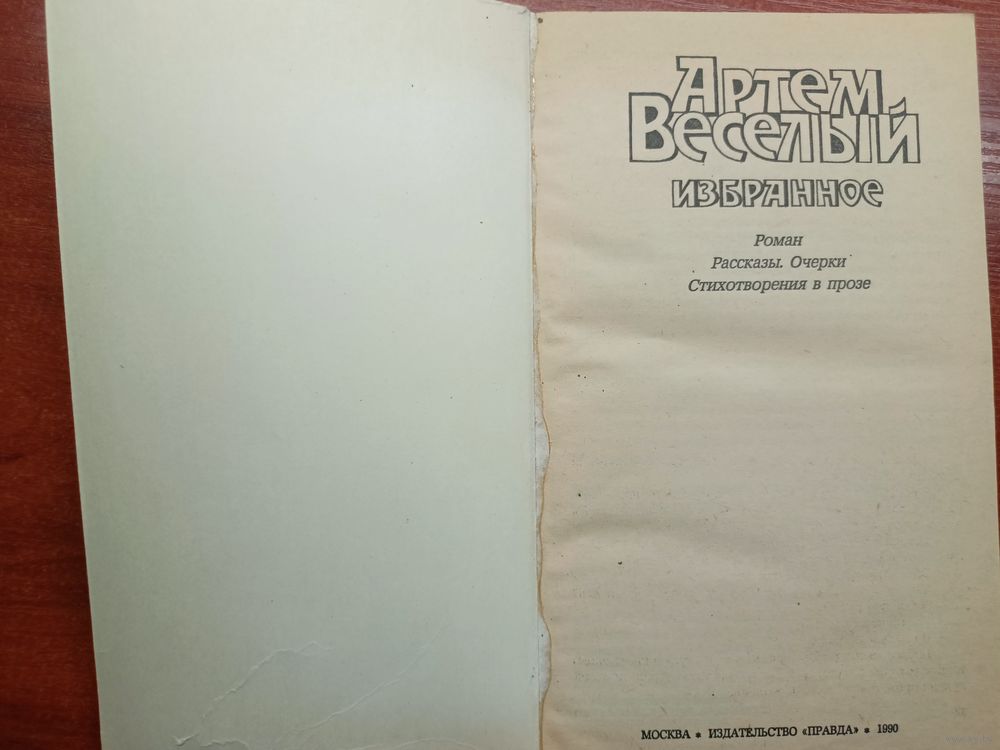 Артем
Веселый
избранное
Роман
Рассказы. Очерки
Стихотворения в прозе
МОСКВА * ИЗДАТЕЛЬСТВО «ПРАВДА» * 1990